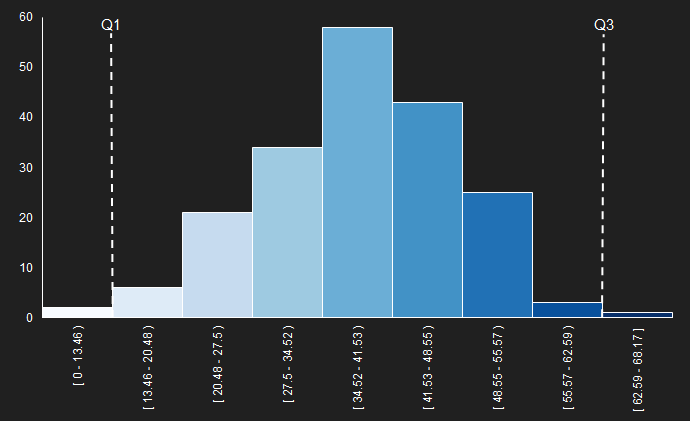 60
Q1
Q3
50
40
30
20
10
0
[ 0 - 13.46 )
[ 13.46 - 20.48 )
[ 20.48 - 27.5 )
[ 27.5 - 34.52 )
[ 34.52 - 41.53 )
[ 41.53 - 48.55 )
[ 48.55 - 55.57 )
[ 55.57 - 62.59 )
[ 62.59 - 68.17 ]